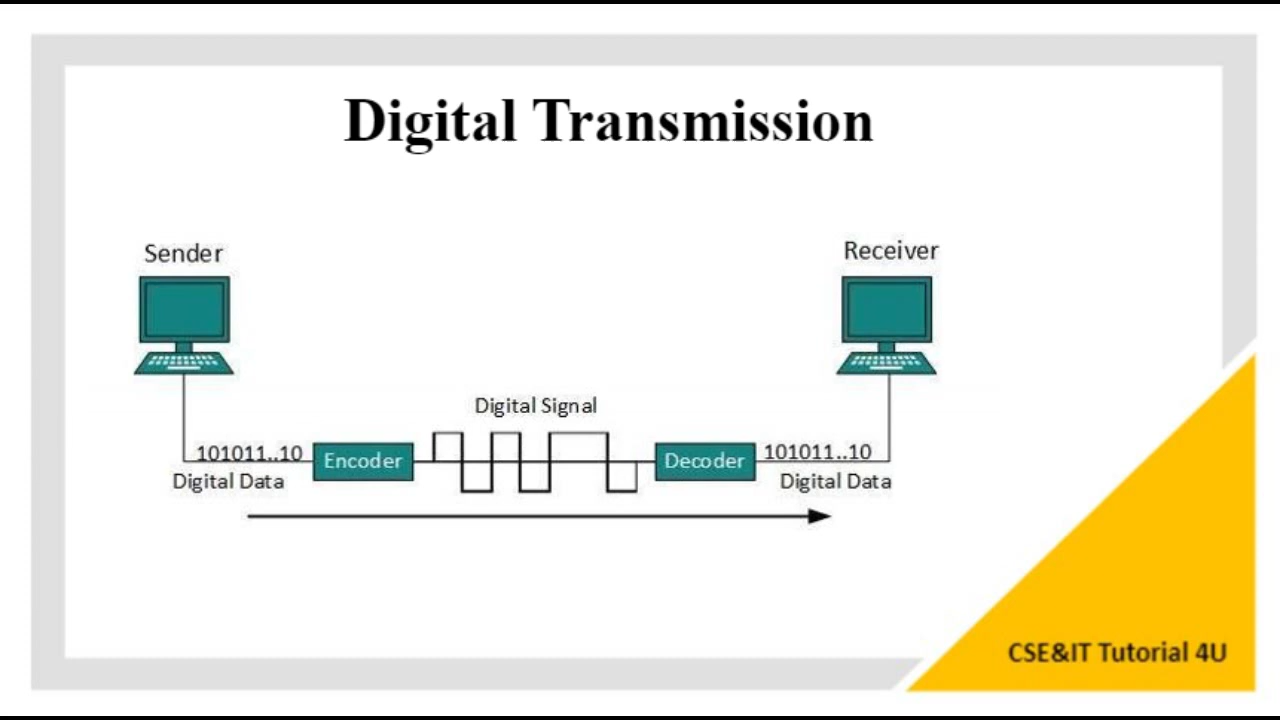 Digital Transmission
Sender
Receiver
Digital Signal
101011..10
Encoder
Decoder
101011..10
Digital Data
Digital Data
CSE&IT Tutorial 4U